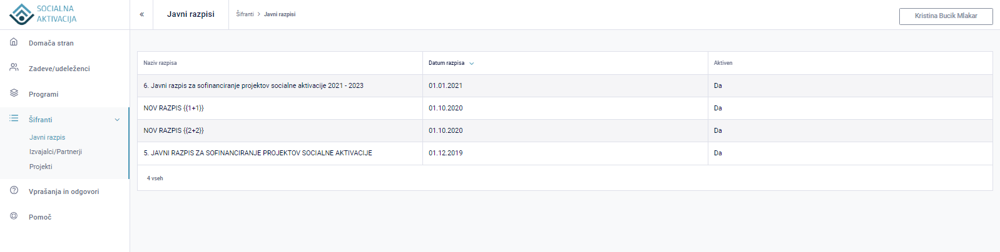 SOCIALNA
AKTIVACIJA
«
Javni razpisi
Šifranti > Javni razpisi
Kristina Bucik Mlakar
Domača stran
Zadeve/udeleženci
Programi
Šifranti
Javni razpis
Izvajalci/Partnerji
Projekti
Vprašanja in odgovori
Pomoč
Naziv razpisa Datum razpisa Aktiven
6. Javni razpis za sofinanciranje projektov socialne aktivacije 2021 - 2023 01.01.2021 Da
NOV RAZPIS {{1+1}} 01.10.2020 Da
NOV RAZPIS {{2+2}} 01.10.2020 Da
5. JAVNI RAZPIS ZA SOFINANCIRANJE PROJEKTOV SOCIALNE AKTIVACIJE 01.12.2019 Da
4 vseh